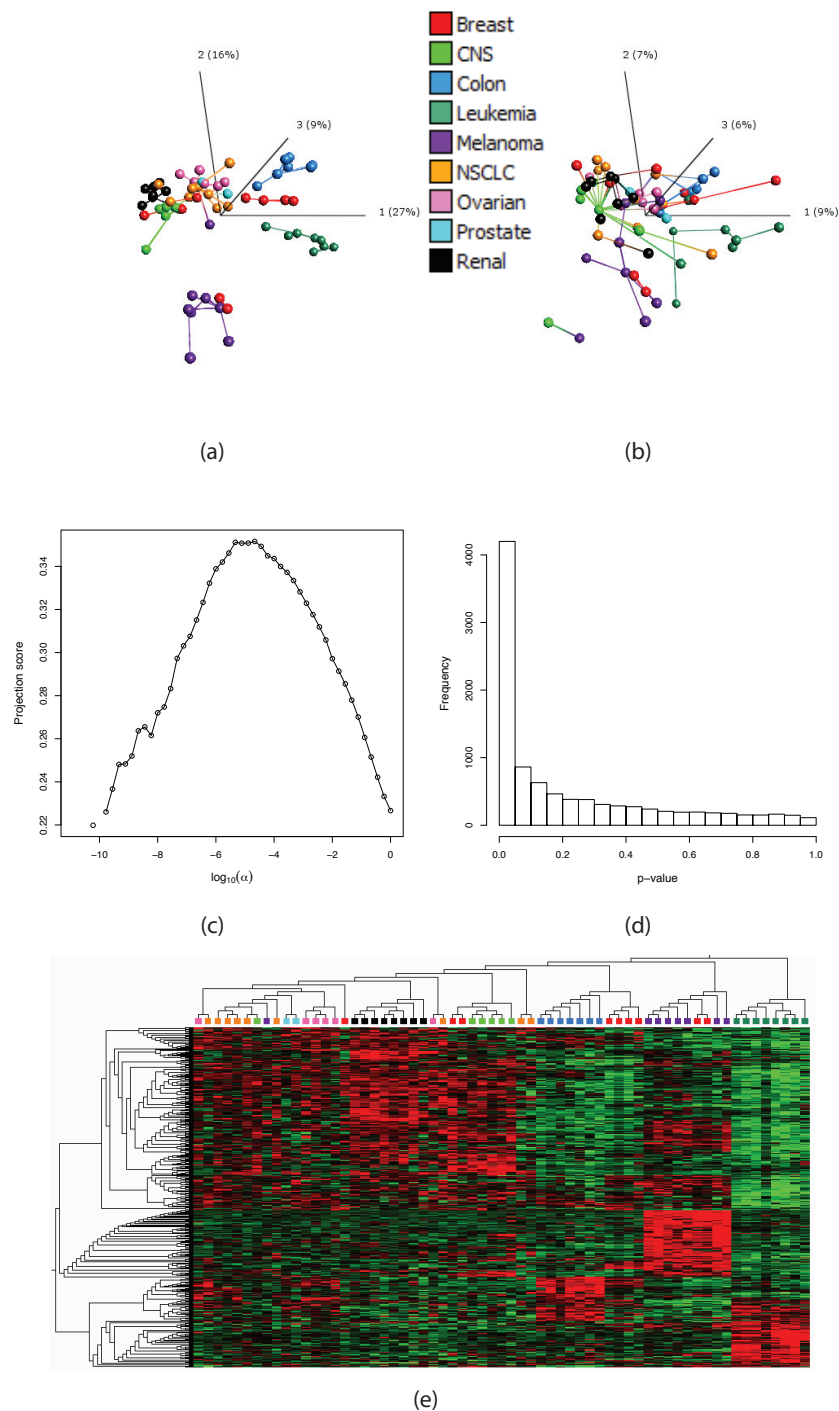 2 (16%)
3 (9%)
1 (27%)
Breast
CNS
Colon
Leukemia
Melanoma
NSCLC
Ovarian
Prostate
Renal
2 (7%)
3 (6%)
1 (9%)
(a)
(b)
Projection score
0.34
0.32
0.30
0.28
0.26
0.24
0.22
−10
−8
−6
−4
−2
0
log10(α)
(c)
Frequency
4000
3000
2000
1000
0
0.0
0.2
0.4
0.6
0.8
1.0
p−value
(d)
(e)